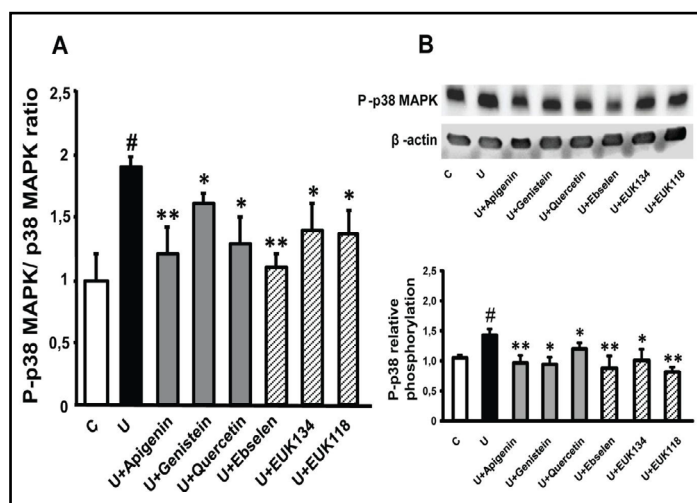 A
P-p38 MAPK/ p38 MAPK ratio
2,5
2
1,5
1
0,5
0
#
**
*
*
**
*
*
C
U
U+Apigenin
U+Genistein
U+Quercetin
U+Ebselen
U+EUK134
U+EUK118
B
P-p38 MAPK
β -actin
C
U
U+Apigenin
U+Genistein
U+Quercetin
U+Ebselen
U+EUK134
U+EUK118
P-p38 relative
phosphorylation
2,0
1,5
1,0
0,5
0,0
#
**
*
*
**
*
**
C
U
U+Apigenin
U+Genistein
U+Quercetin
U+Ebselen
U+EUK134
U+EUK118